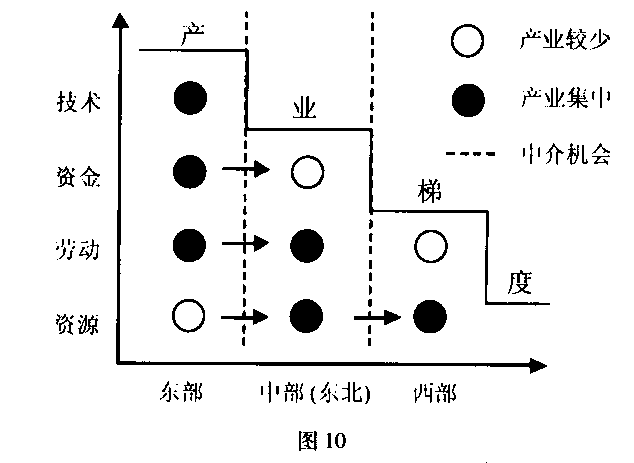 产
产业较少
技术
业
产业集中
资金
中介机会
梯
劳动
度
资源
东部
中部(东北)
西部
图10